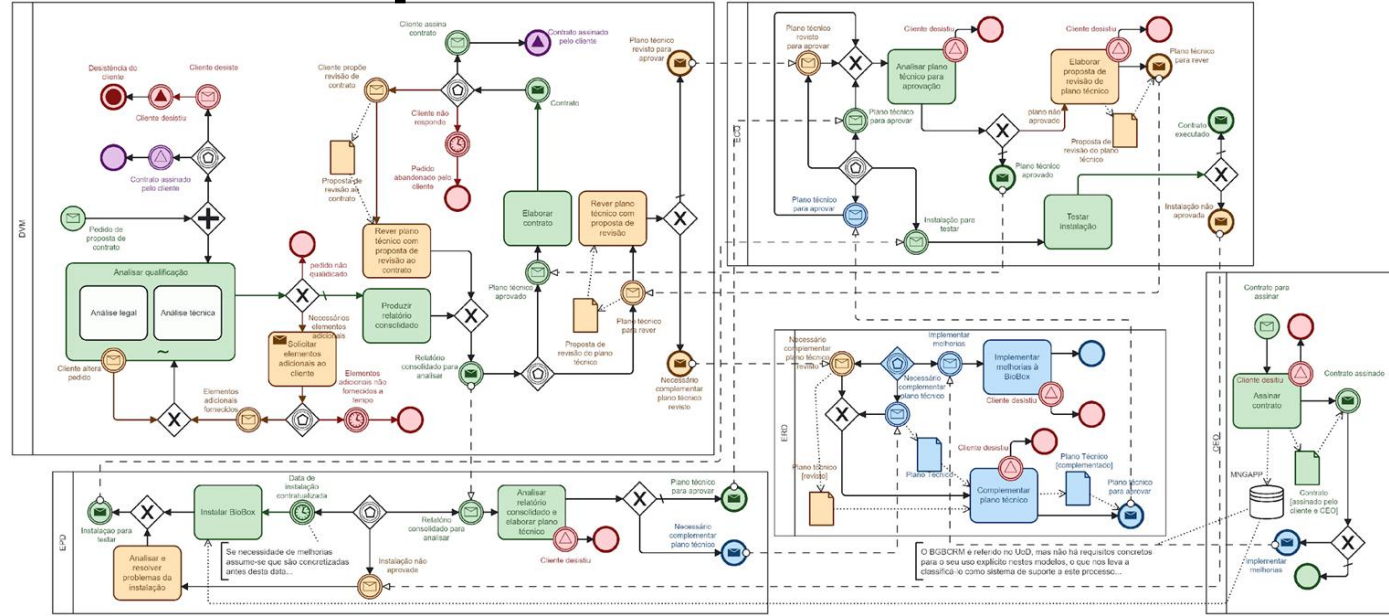 DVM
Desistência do
cliente
Cliente desiste
Cliente desistiu
Contrato assinado
pelo cliente
Pedido de
proposta de
contrato
Analisar qualificação
Análise legal
Análise técnica
~
Cliente altera
pedido
pedido não
qualificado
Necessários
elementos
adicionais
Solicitar
elementos
adicionais ao
cliente
Elementos
adicionais
fornecidos
Elementos
adicionais não
fornecidos a
tempo
Cliente assina
contrato
Contrato assinado
pelo cliente
Cliente propõe
revisão de
contrato
Cliente não
responde
Contrato
Pedido
abandonado pelo
cliente
Proposta de
revisão ao
contrato
Rever plano
técnico com
proposta de
revisão ao
contrato
Produzir
relatório
consolidado
Relatório
consolidado para
analisar
Elaborar
contrato
Plano técnico
aprovado
Rever plano
técnico com
proposta de
revisão
Proposta de
revisão do plano
técnico
Plano técnico
para rever
Plano técnico
revisto para
aprovar
Necessário
complementar
plano técnico
revisto
Plano técnico
revisto
para aprovar
Analisar plano
técnico para
aprovação
Cliente desistiu
Plano técnico
para aprovar
Plano técnico
para aprovar
Instalação para
testar
plano não
aprovado
Plano técnico
aprovado
Elaborar
proposta de
revisão de
plano técnico
Cliente desistiu
Plano técnico
para rever
Proposta de
revisão do plano
técnico
Testar
instalação
Contrato
executado
Instalação não
aprovada
ERD
Necessário
complementar
plano técnico
revisto
Necessário
complementar
plano técnico
Implementar
melhorias
Implementar
melhorias à
BioBox
Cliente desistiu
Plano técnico
[revisto]
Plano Técnico
Cliente desistiu
Complementar
plano técnico
Plano Técnico
[complementado]
Plano técnico
para aprovar
CEO
Contrato para
assinar
Cliente desitiu
Assinar
contrato
Contrato assinado
MNGAPP
Contrato
[assinado pelo
cliente e CEO]
Implementar
melhorias
O BGBCRM é referido no UoD, mas não há requisitos concretos
para o seu uso explícito nestes modelos, o que nos leva a
classificá-lo como sistema de suporte a este processo...
EPD
Instalação para
testar
Analisar e
resolver
problemas da
instalação
Instalar BioBox
Data de
instalação
contratualizada
Se necessidade de melhorias
assume-se que são concretizadas
antes desta data...
Instalação não
aprovada
Relatório
consolidado para
analisar
Analisar
relatório
consolidado e
elaborar plano
técnico
Cliente desistiu
Plano técnico
para aprovar
Necessário
complementar
plano técnico